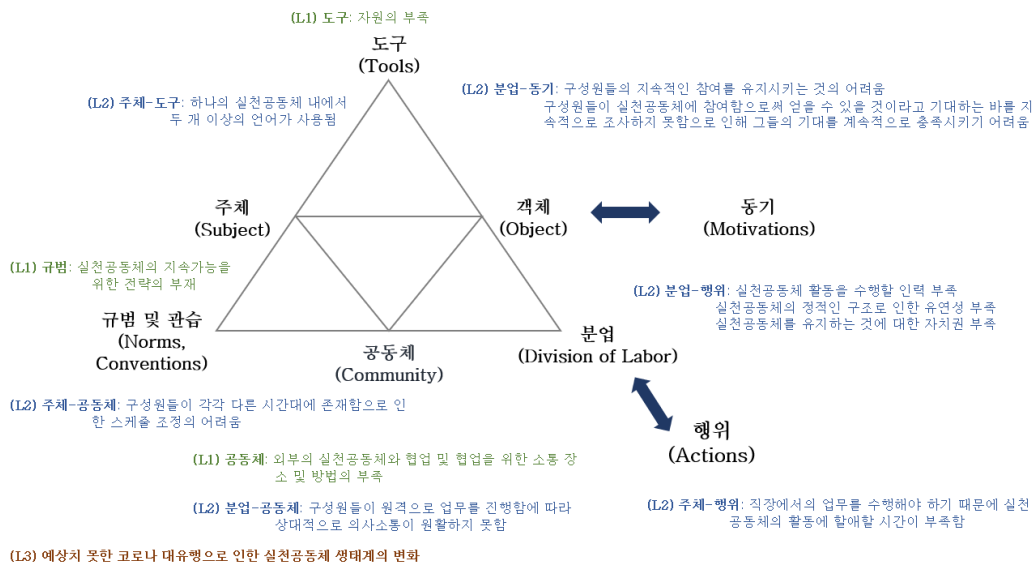 (L1) 도구: 자원의 부족
도구
(Tools)
(L2) 주체-도구: 하나의 실천공동체 내에서
두 개 이상의 언어가 사용됨
(L2) 분업-동기: 구성원들의 지속적인 참여를 유지시키는 것의 어려움
구성원들이 실천공동체에 참여함으로써 얻을 수 있을 것이라고 기대하는 바를 지
속적으로 조사하지 못함으로 인해 그들의 기대를 계속적으로 충족시키기 어려움
주체
(Subject)
객체
(Object)
동기
(Motivations)
(L1) 규범: 실천공동체의 지속가능을
위한 전략의 부재
(L2) 분업-행위: 실천공동체 활동을 수행할 인력 부족
실천공동체의 정적인 구조로 인한 유연성 부족
실천공동체를 유지하는 것에 대한 자치권 부족
규범 및 관습
(Norms,
Conventions)
공동체
(Community)
분업
(Division of Labor)
(L2) 주체-공동체: 구성원들이 각각 다른 시간대에 존재함으로 인
한 스케줄 조정의 어려움
행위
(Actions)
(L1) 공동체: 외부의 실천공동체와 협업 및 협업을 위한 소통 장
소 및 방법의 부족
(L2) 분업-공동체: 구성원들이 원격으로 업무를 진행함에 따라
상대적으로 의사소통이 원활하지 못함
(L2) 주체-행위: 직장에서의 업무를 수행해야 하기 때문에 실천
공동체의 활동에 할애할 시간이 부족함
(L3) 예상치 못한 코로나 대유행으로 인한 실천공동체 생태계의 변화